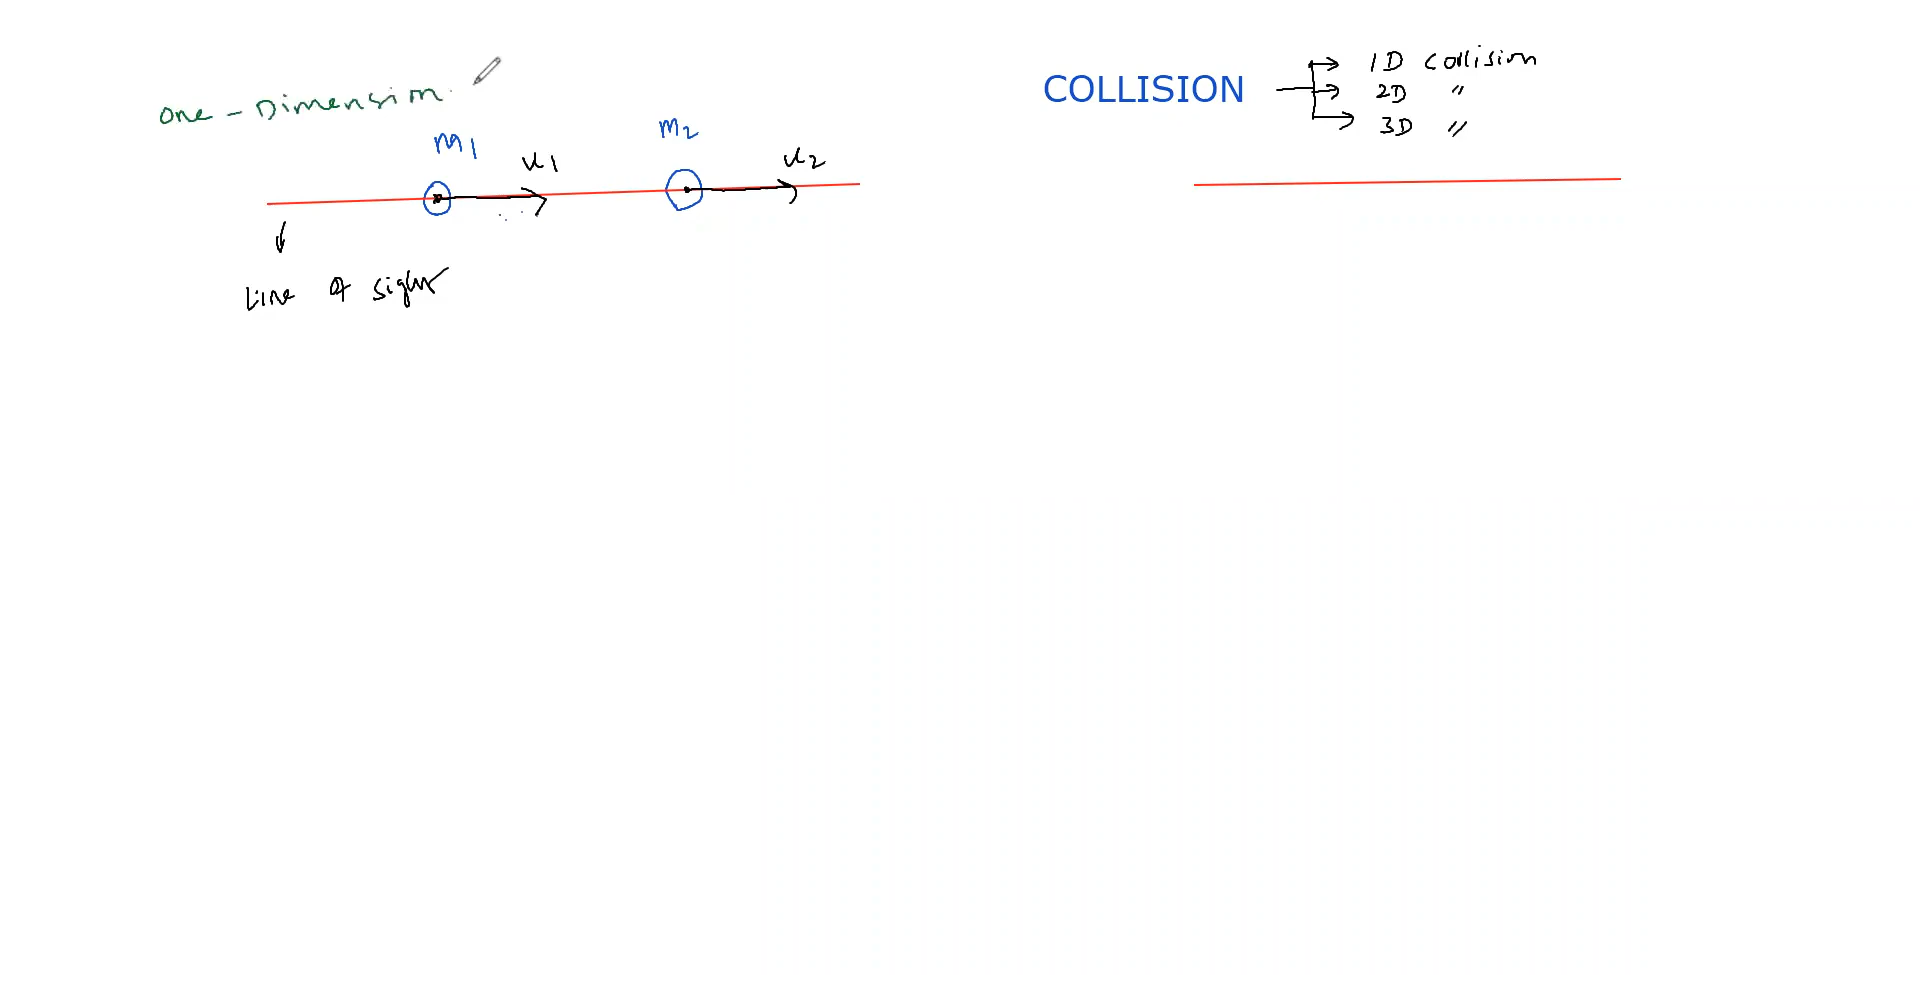 One - Dimension.
m1
m2
u1
u2
Line of sight
COLLISION
1D collision
2D "
3D "